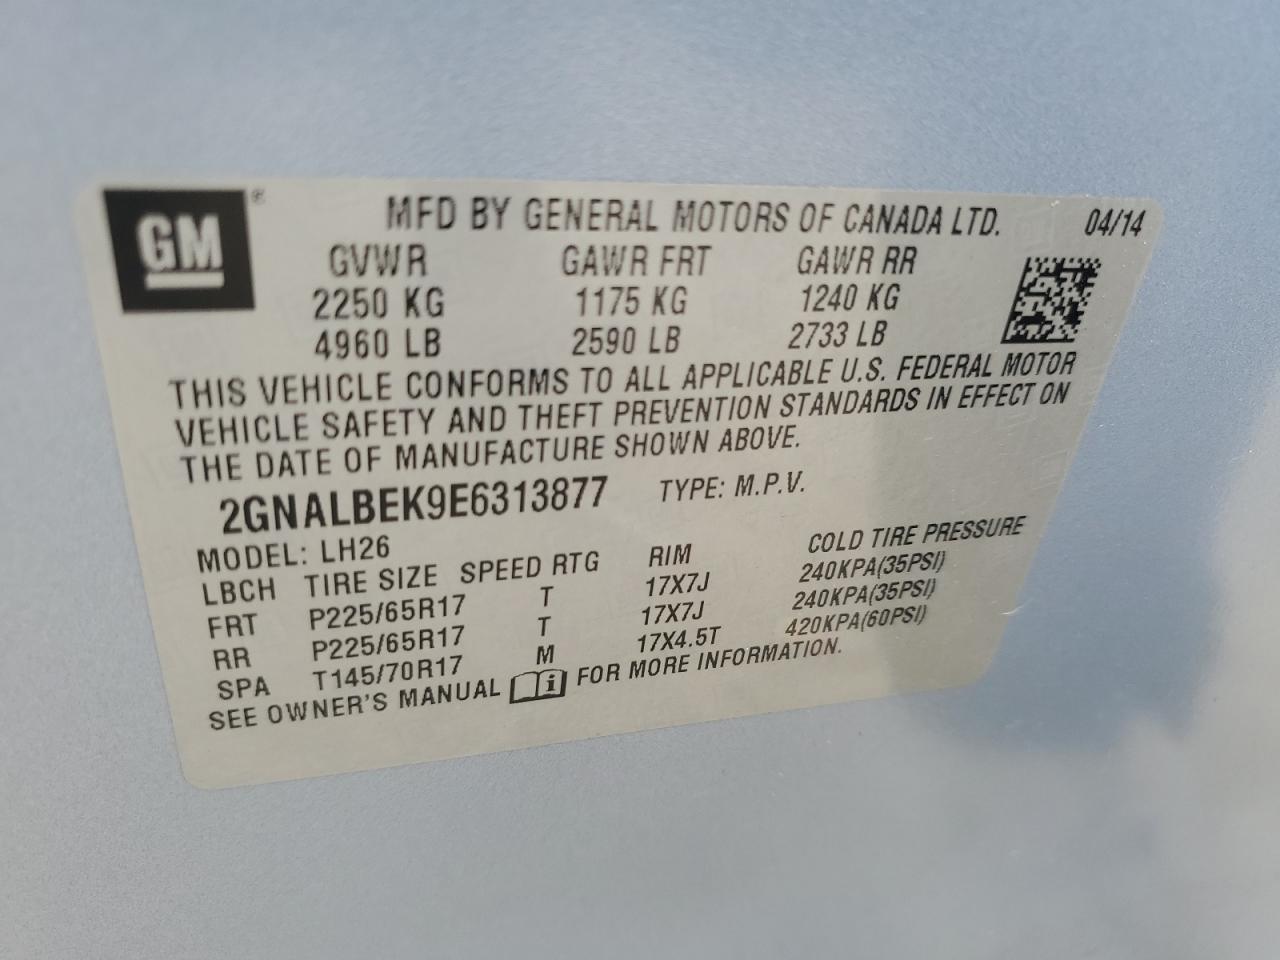 GM ®
MFD BY GENERAL MOTORS OF CANADA LTD. 04/14
GVWR GAWR FRT GAWR RR
2250 KG 1175 KG 1240 KG
4960 LB 2590 LB 2733 LB
THIS VEHICLE CONFORMS TO ALL APPLICABLE U.S. FEDERAL MOTOR
VEHICLE SAFETY AND THEFT PREVENTION STANDARDS IN EFFECT ON
THE DATE OF MANUFACTURE SHOWN ABOVE.
2GNALBEK9E6313877 TYPE: M.P.V.
MODEL: LH26
LBCH TIRE SIZE SPEED RTG RIM COLD TIRE PRESSURE
FRT P225/65R17 T 17X7J 240KPA(35PSI)
RR P225/65R17 T 17X7J 240KPA(35PSI)
SPA T145/70R17 M 17X4.5T 420KPA(60PSI)
SEE OWNER'S MANUAL i FOR MORE INFORMATION.